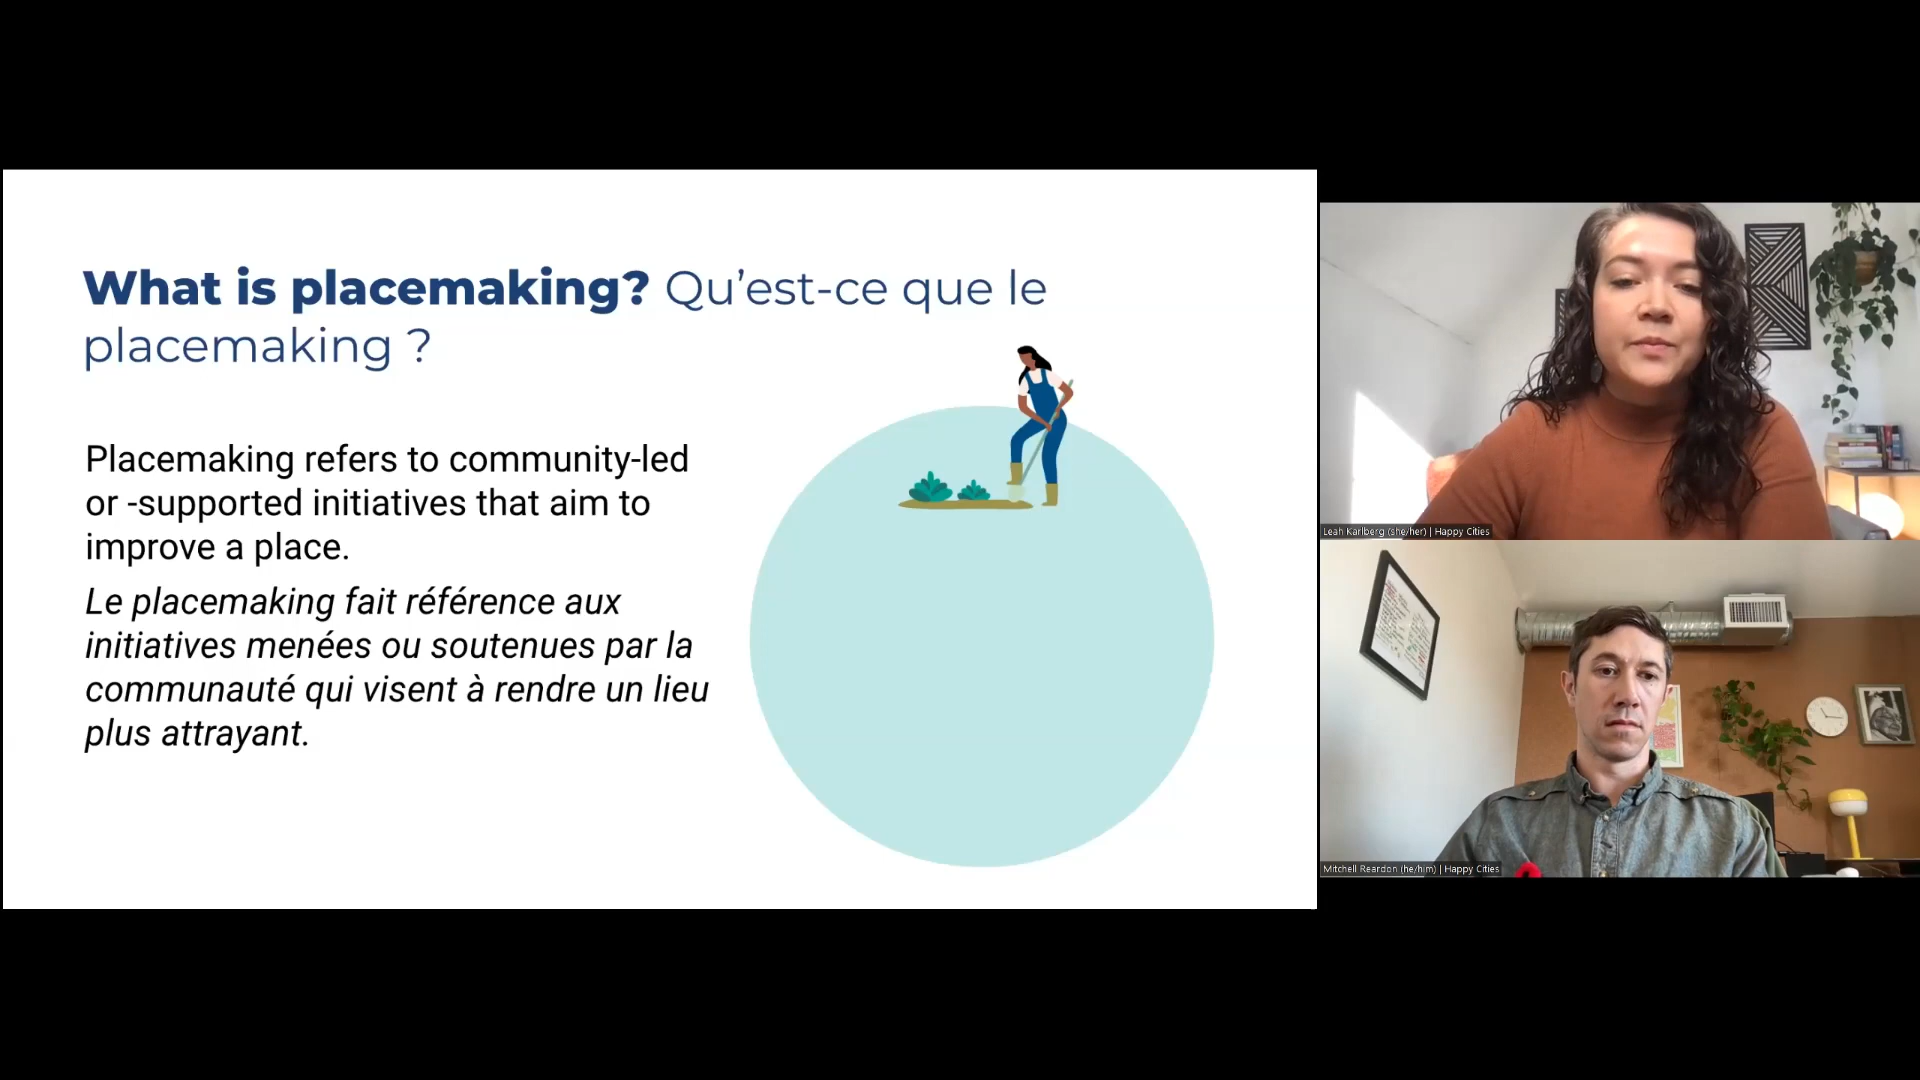 What is placemaking? Qu’est-ce que le
placemaking ?
Placemaking refers to community-led
or -supported initiatives that aim to
improve a place.
Le placemaking fait référence aux
initiatives menées ou soutenues par la
communauté qui visent à rendre un lieu
plus attrayant.
Leah Karlberg (she/her) | Happy Cities
Mitchell Reardon (he/him) | Happy Cities